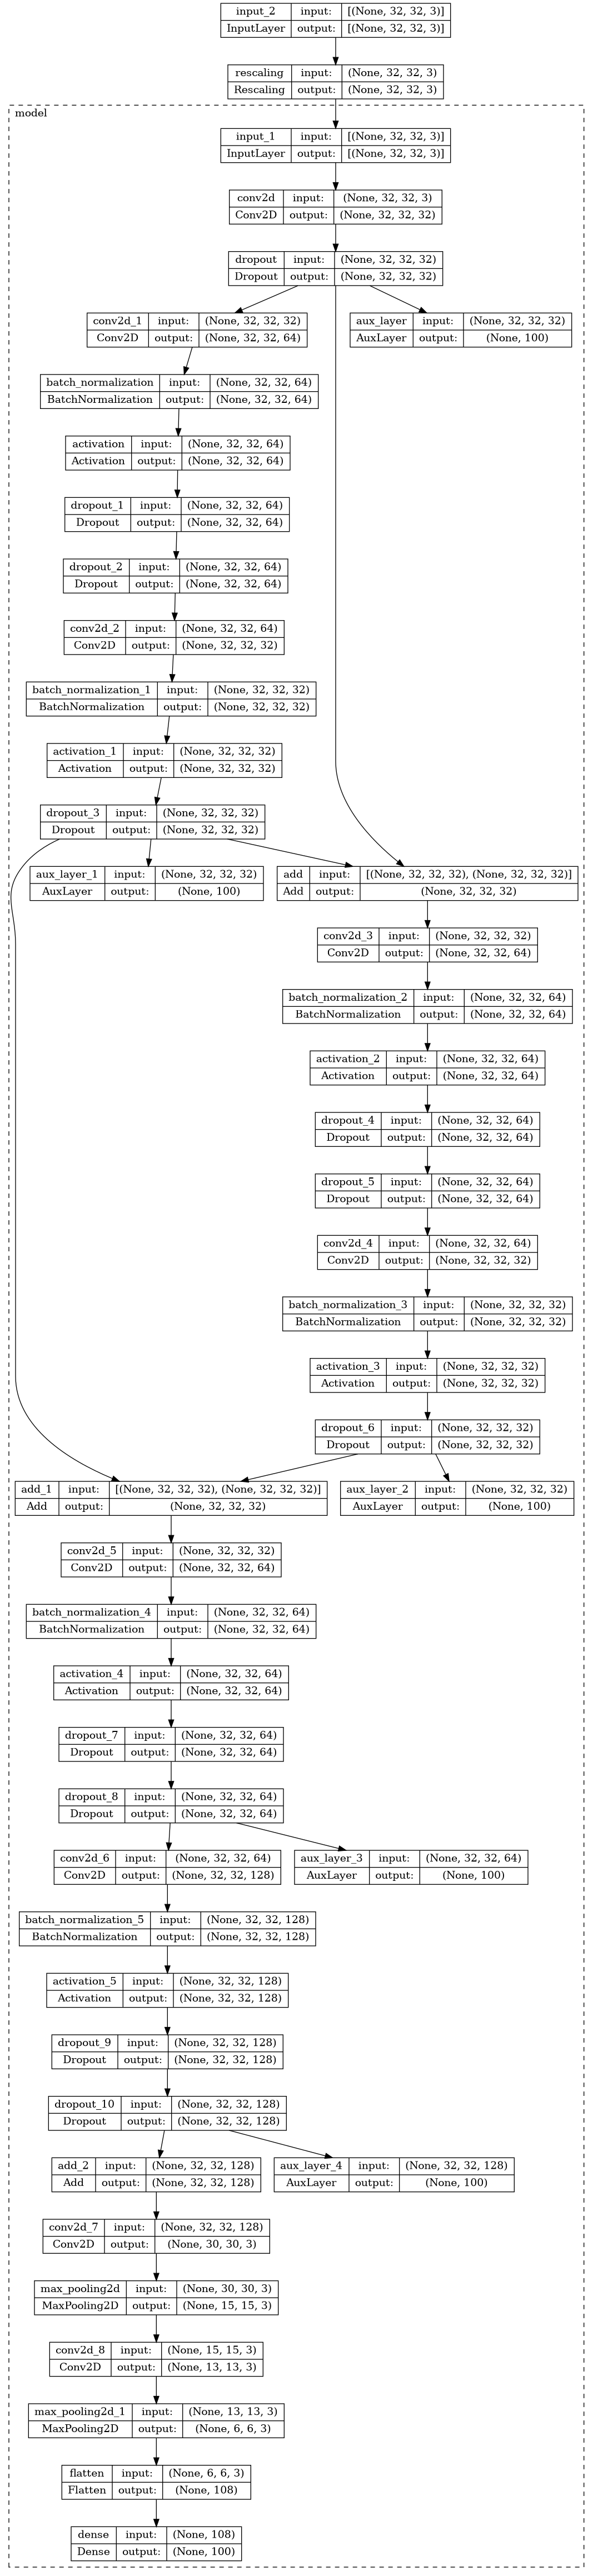 input_2 input: [(None, 32, 32, 3)]
InputLayer output: [(None, 32, 32, 3)]
rescaling input: (None, 32, 32, 3)
Rescaling output: (None, 32, 32, 3)
model
input_1 input: [(None, 32, 32, 3)]
InputLayer output: [(None, 32, 32, 3)]
conv2d input: (None, 32, 32, 3)
Conv2D output: (None, 32, 32, 32)
dropout input: (None, 32, 32, 32)
Dropout output: (None, 32, 32, 32)
conv2d_1 input: (None, 32, 32, 32)
Conv2D output: (None, 32, 32, 64)
aux_layer input: (None, 32, 32, 32)
AuxLayer output: (None, 100)
batch_normalization input: (None, 32, 32, 64)
BatchNormalization output: (None, 32, 32, 64)
activation input: (None, 32, 32, 64)
Activation output: (None, 32, 32, 64)
dropout_1 input: (None, 32, 32, 64)
Dropout output: (None, 32, 32, 64)
dropout_2 input: (None, 32, 32, 64)
Dropout output: (None, 32, 32, 64)
conv2d_2 input: (None, 32, 32, 64)
Conv2D output: (None, 32, 32, 32)
batch_normalization_1 input: (None, 32, 32, 32)
BatchNormalization output: (None, 32, 32, 32)
activation_1 input: (None, 32, 32, 32)
Activation output: (None, 32, 32, 32)
dropout_3 input: (None, 32, 32, 32)
Dropout output: (None, 32, 32, 32)
aux_layer_1 input: (None, 32, 32, 32)
AuxLayer output: (None, 100)
add input: [(None, 32, 32, 32), (None, 32, 32, 32)]
Add output: (None, 32, 32, 32)
conv2d_3 input: (None, 32, 32, 32)
Conv2D output: (None, 32, 32, 64)
batch_normalization_2 input: (None, 32, 32, 64)
BatchNormalization output: (None, 32, 32, 64)
activation_2 input: (None, 32, 32, 64)
Activation output: (None, 32, 32, 64)
dropout_4 input: (None, 32, 32, 64)
Dropout output: (None, 32, 32, 64)
dropout_5 input: (None, 32, 32, 64)
Dropout output: (None, 32, 32, 64)
conv2d_4 input: (None, 32, 32, 64)
Conv2D output: (None, 32, 32, 32)
batch_normalization_3 input: (None, 32, 32, 32)
BatchNormalization output: (None, 32, 32, 32)
activation_3 input: (None, 32, 32, 32)
Activation output: (None, 32, 32, 32)
dropout_6 input: (None, 32, 32, 32)
Dropout output: (None, 32, 32, 32)
add_1 input: [(None, 32, 32, 32), (None, 32, 32, 32)]
Add output: (None, 32, 32, 32)
aux_layer_2 input: (None, 32, 32, 32)
AuxLayer output: (None, 100)
conv2d_5 input: (None, 32, 32, 32)
Conv2D output: (None, 32, 32, 64)
batch_normalization_4 input: (None, 32, 32, 64)
BatchNormalization output: (None, 32, 32, 64)
activation_4 input: (None, 32, 32, 64)
Activation output: (None, 32, 32, 64)
dropout_7 input: (None, 32, 32, 64)
Dropout output: (None, 32, 32, 64)
dropout_8 input: (None, 32, 32, 64)
Dropout output: (None, 32, 32, 64)
conv2d_6 input: (None, 32, 32, 64)
Conv2D output: (None, 32, 32, 128)
aux_layer_3 input: (None, 32, 32, 64)
AuxLayer output: (None, 100)
batch_normalization_5 input: (None, 32, 32, 128)
BatchNormalization output: (None, 32, 32, 128)
activation_5 input: (None, 32, 32, 128)
Activation output: (None, 32, 32, 128)
dropout_9 input: (None, 32, 32, 128)
Dropout output: (None, 32, 32, 128)
dropout_10 input: (None, 32, 32, 128)
Dropout output: (None, 32, 32, 128)
add_2 input: (None, 32, 32, 128)
Add output: (None, 32, 32, 128)
aux_layer_4 input: (None, 32, 32, 128)
AuxLayer output: (None, 100)
conv2d_7 input: (None, 32, 32, 128)
Conv2D output: (None, 30, 30, 3)
max_pooling2d input: (None, 30, 30, 3)
MaxPooling2D output: (None, 15, 15, 3)
conv2d_8 input: (None, 15, 15, 3)
Conv2D output: (None, 13, 13, 3)
max_pooling2d_1 input: (None, 13, 13, 3)
MaxPooling2D output: (None, 6, 6, 3)
flatten input: (None, 6, 6, 3)
Flatten output: (None, 108)
dense input: (None, 108)
Dense output: (None, 100)